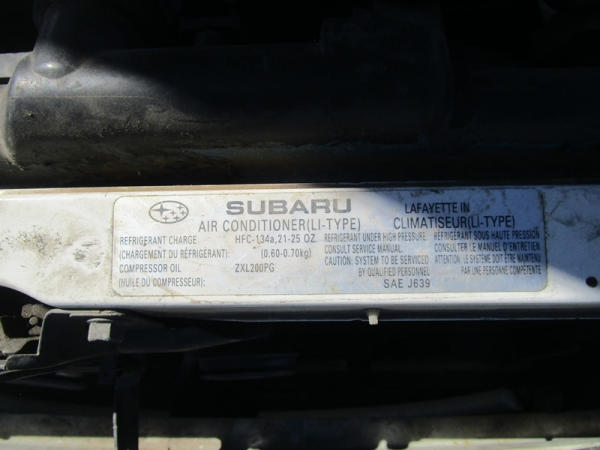 SUBARU LAFAYETTE IN
AIR CONDITIONER(LI-TYPE) CLIMATISEUR(LI-TYPE)
REFRIGERANT CHARGE HFC-134a,21-25 OZ. REFRIGERANT UNDER HIGH PRESSURE. REFRIGERANT SOUS HAUTE PRESSION
(CHARGEMENT DU RÉFRIGERANT): (0.60-0.70kg) CONSULT SERVICE MANUAL. CONSULTER LE MANUEL D'ENTRETIEN
COMPRESSOR OIL ZXL200PG CAUTION: SYSTEM TO BE SERVICED ATTENTION: LE SYSTÈME DOIT ÊTRE ENTRETENU
(HUILE DU COMPRESSEUR): BY QUALIFIED PERSONNEL PAR UNE PERSONNE COMPÉTENTE
SAE J639